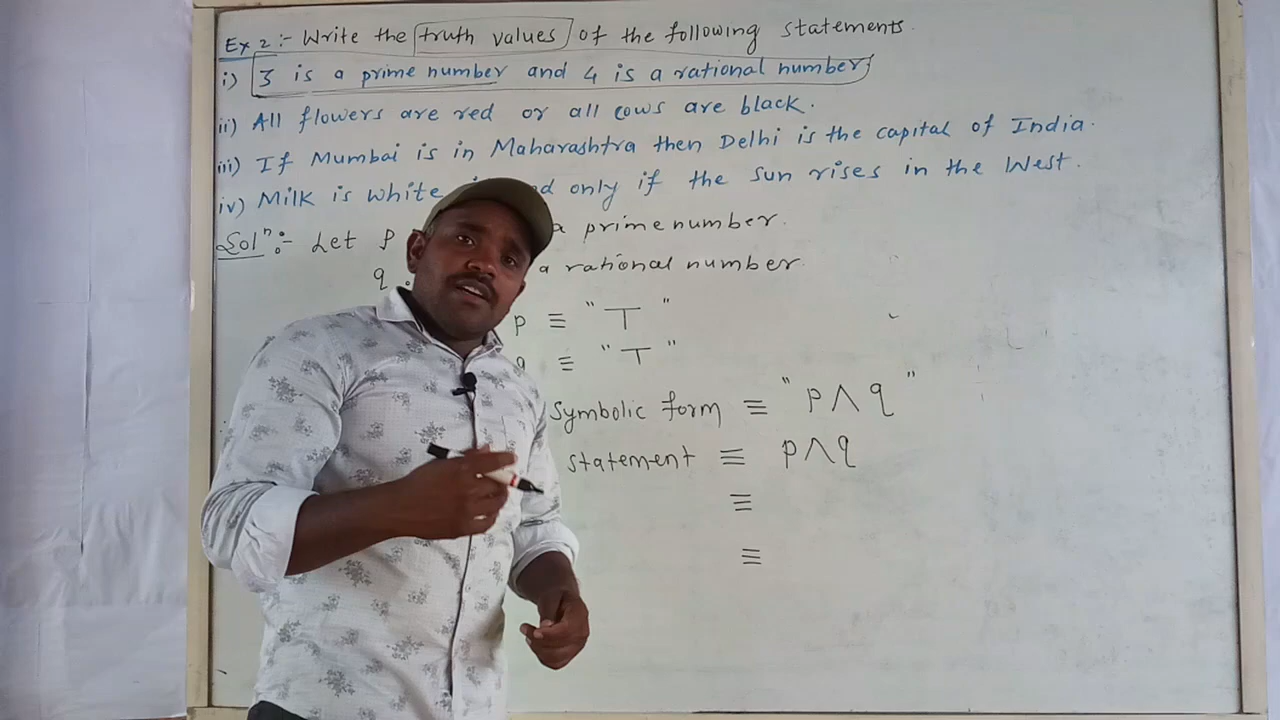 Ex 2 :- Write the truth values of the following statements.
i) 3 is a prime number and 4 is a rational number
ii) All flowers are red or all cows are black.
iii) If Mumbai is in Maharashtra then Delhi is the capital of India.
iv) Milk is white only if the sun rises in the West.
Solⁿ :- Let p a prime number.
q : a rational number.
p ≡ "T"
q ≡ "T"
symbolic form ≡ "p ∧ q"
statement ≡ p ∧ q
≡
≡